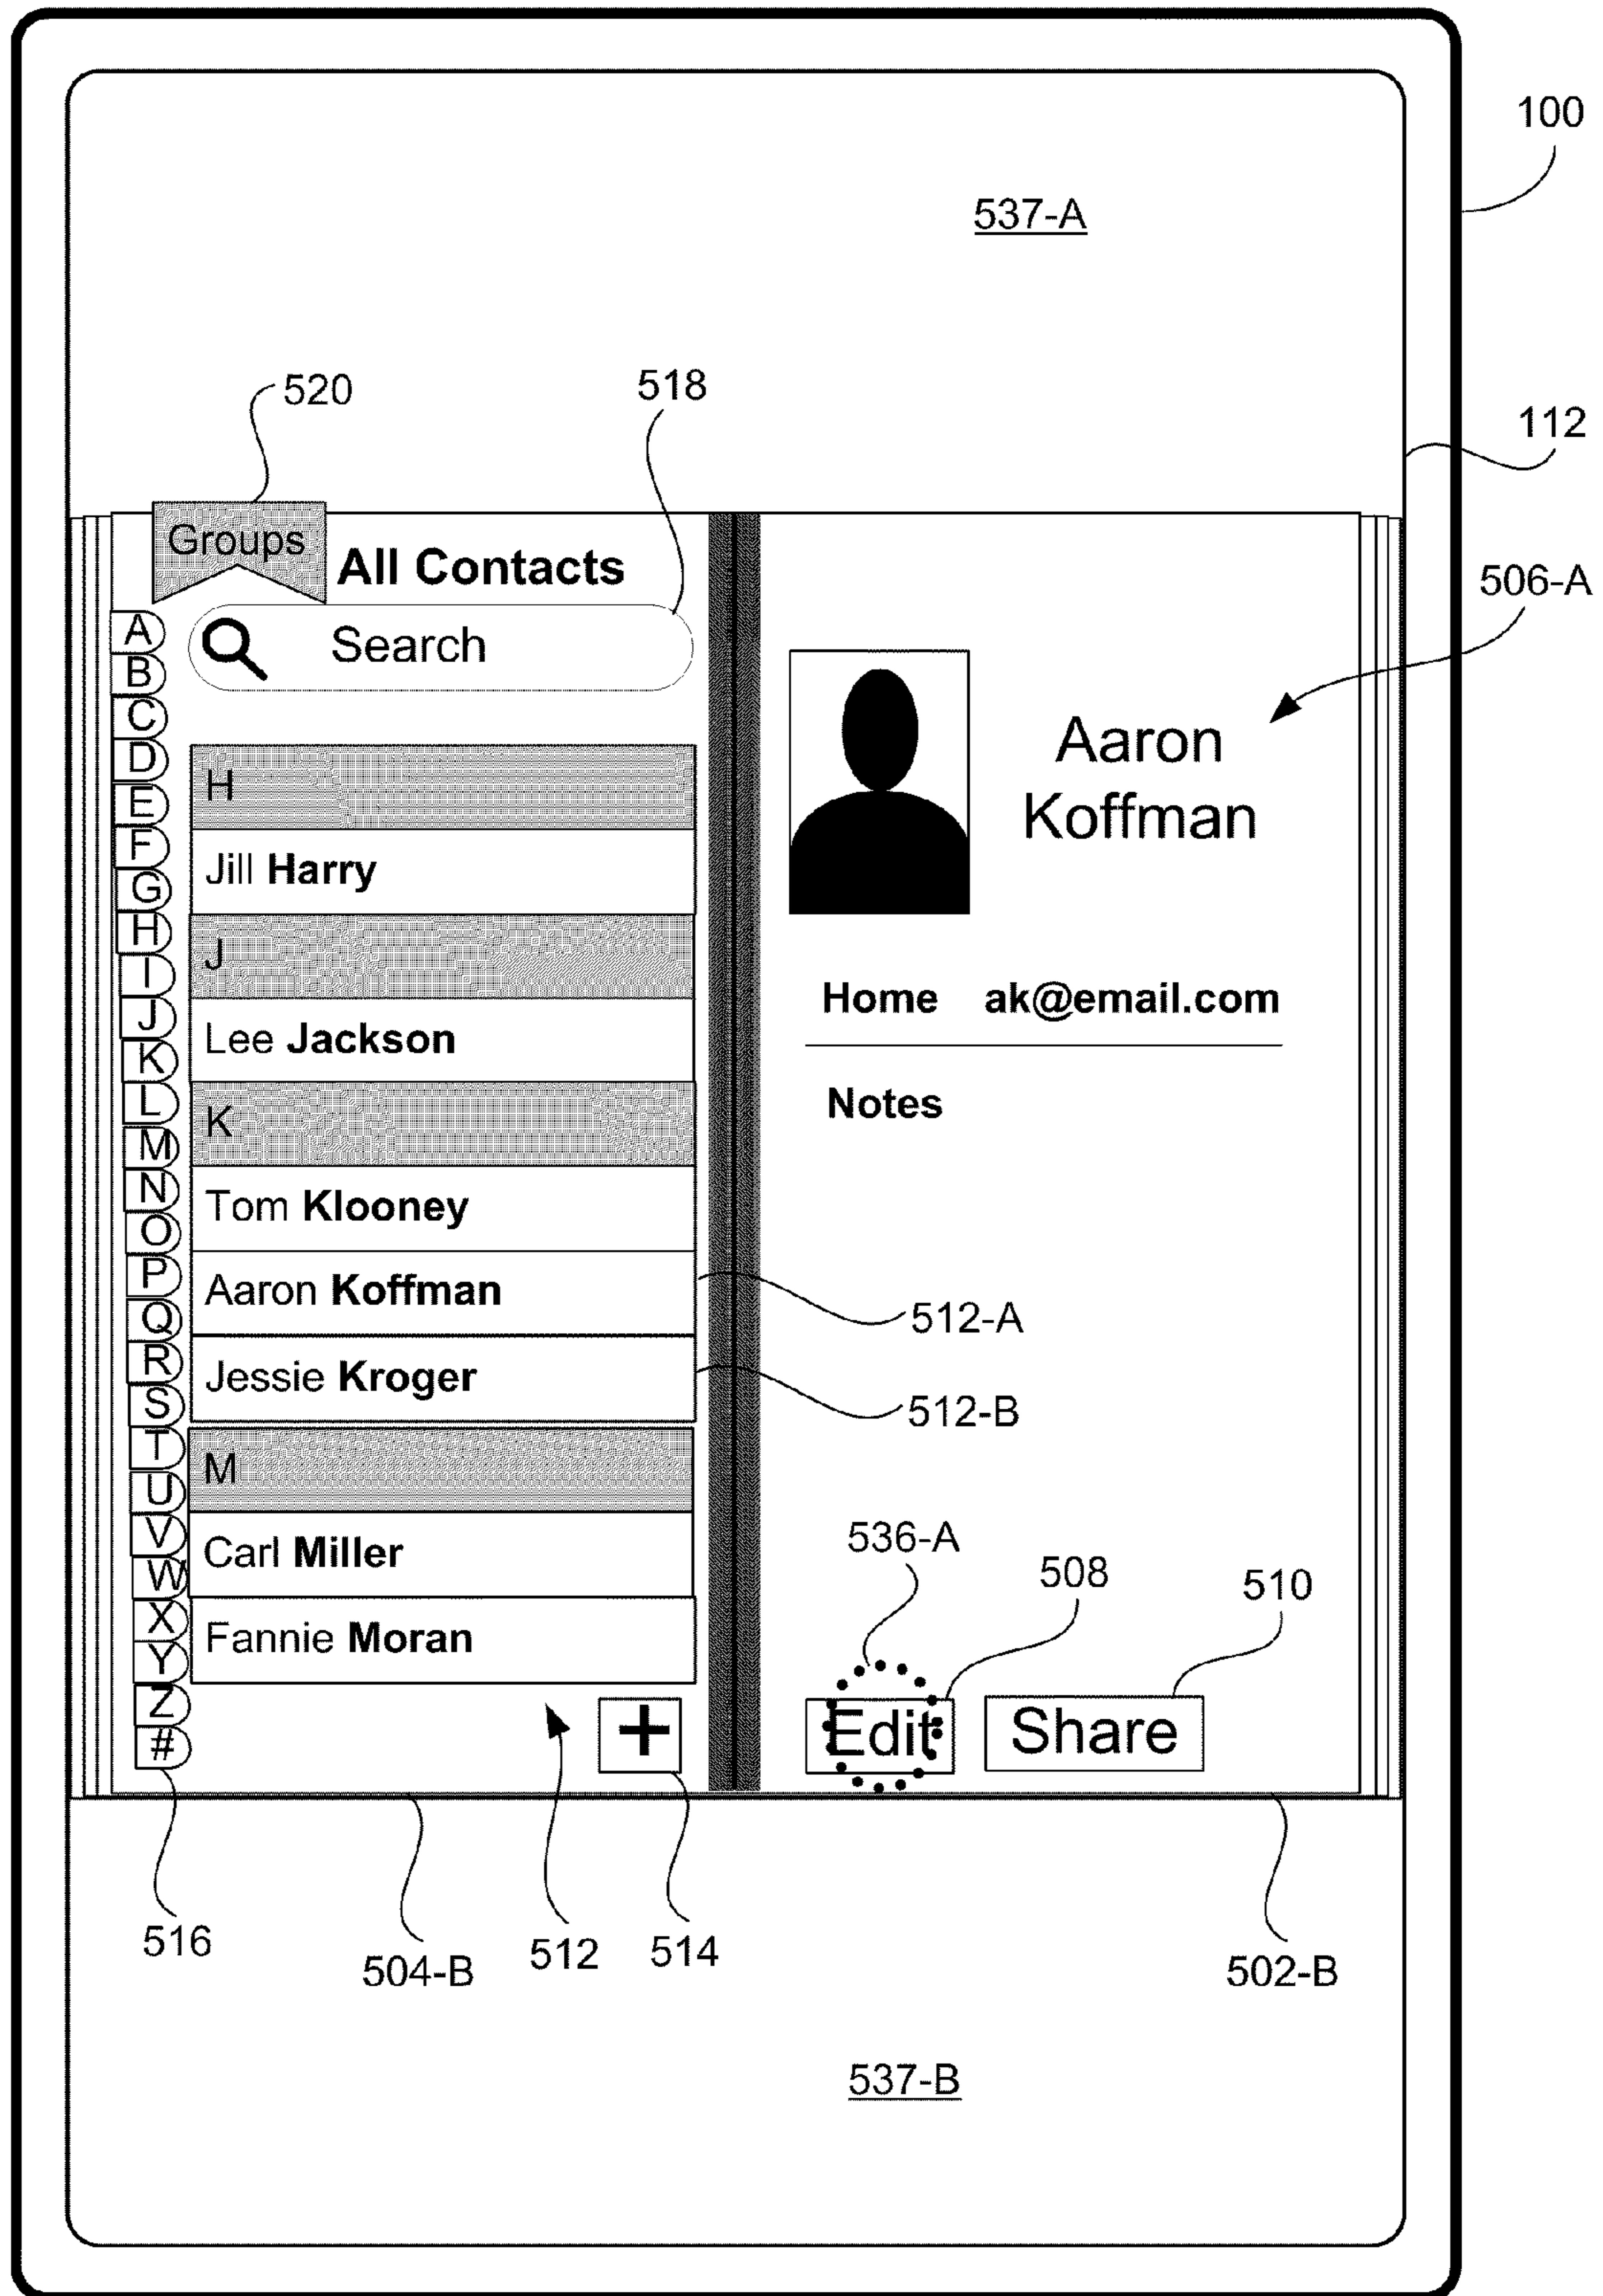 100
537-A
112
520
518
506-A
Groups
All Contacts
Search
A
B
C
D
E
F
G
H
I
J
K
L
M
N
O
P
Q
R
S
T
U
V
W
X
Y
Z
#
H
Jill Harry
J
Lee Jackson
K
Tom Klooney
Aaron Koffman
Jessie Kroger
M
Carl Miller
Fannie Moran
+
Aaron
Koffman
Home ak@email.com
Notes
512-A
512-B
536-A
508
510
Edit
Share
516
504-B
512
514
502-B
537-B